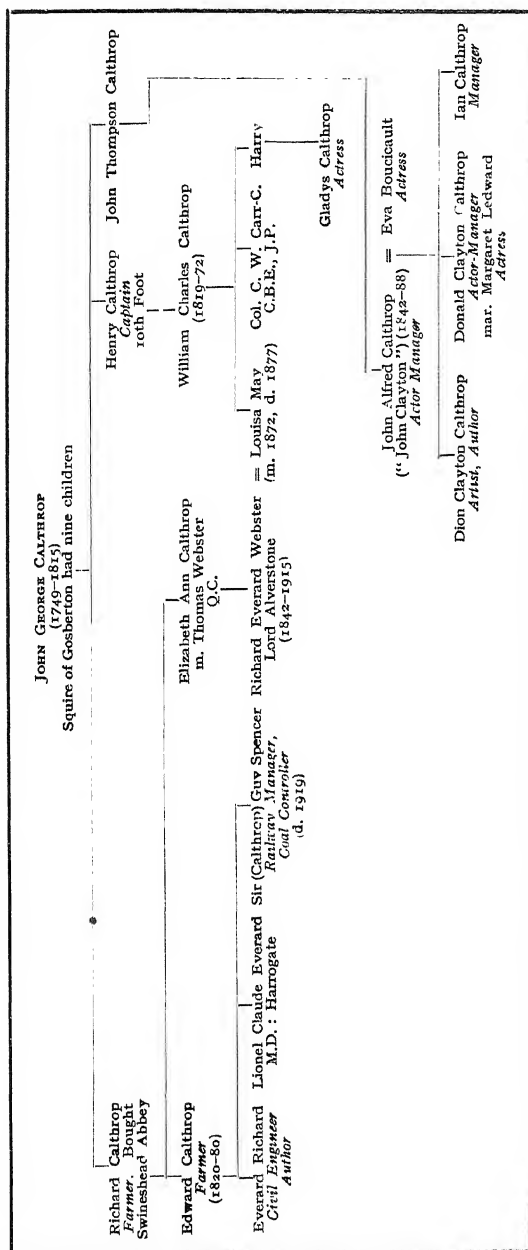 JOHN GEORGE CALTHROP
(1749–1815)
Squire of Gosberton had nine children
Richard Calthrop
Farmer. Bought
Swineshead Abbey
Henry Calthrop
Captain
10th Foot
John Thompson Calthrop
Edward Calthrop
Farmer
(1820–80)
Elizabeth Ann Calthrop
m. Thomas Webster
Q.C.
William Charles Calthrop
(1819–72)
Everard Richard
Civil Engineer
Author
Lionel Claude Everard
M.D. : Harrogate
Sir (Calthrop) Guy Spencer
Railway Manager,
Coal Controller
(d. 1919)
Richard Everard Webster
Lord Alverstone
(1842–1915)
= Louisa May
(m. 1872, d. 1877)
Col. C. W. Carr-C.
C.B.E., J.P.
Harry
Gladys Calthrop
Actress
John Alfred Calthrop
("John Clayton") (1842–88)
Actor Manager
= Eva Boucicault
Actress
Dion Clayton Calthrop
Artist, Author
Donald Clayton Calthrop
Actor-Manager
mar. Margaret Ledward
Actress
Ian Calthrop
Manager